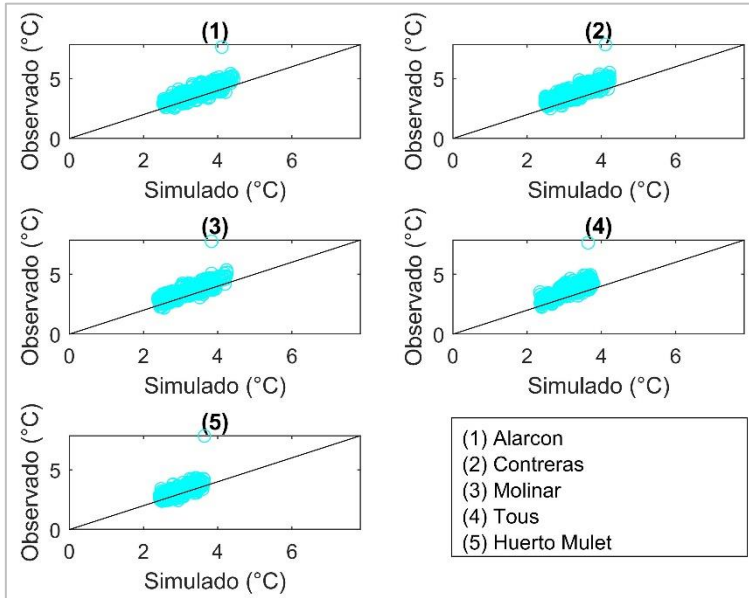 (1)
Observado (°C)
5
0
0 2 4 6
Simulado (°C)
(2)
Observado (°C)
5
0
0 2 4 6
Simulado (°C)
(3)
Observado (°C)
5
0
0 2 4 6
Simulado (°C)
(4)
Observado (°C)
5
0
0 2 4 6
Simulado (°C)
(5)
Observado (°C)
5
0
0 2 4 6
Simulado (°C)
(1) Alarcon
(2) Contreras
(3) Molinar
(4) Tous
(5) Huerto Mulet